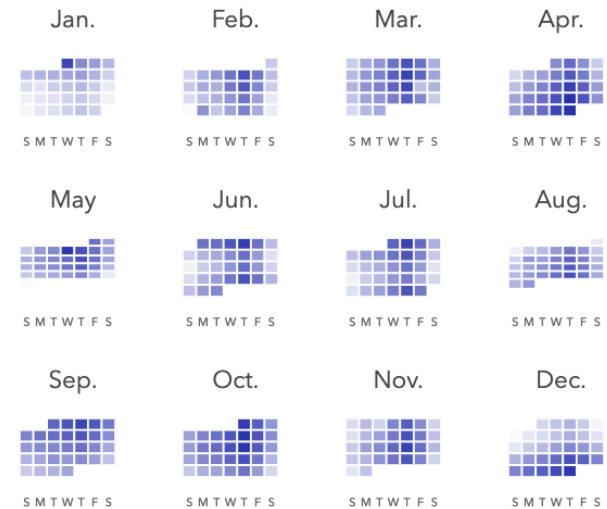 Jan. Feb. Mar. Apr.
S M T W T F S S M T W T F S S M T W T F S S M T W T F S
May Jun. Jul. Aug.
S M T W T F S S M T W T F S S M T W T F S S M T W T F S
Sep. Oct. Nov. Dec.
S M T W T F S S M T W T F S S M T W T F S S M T W T F S